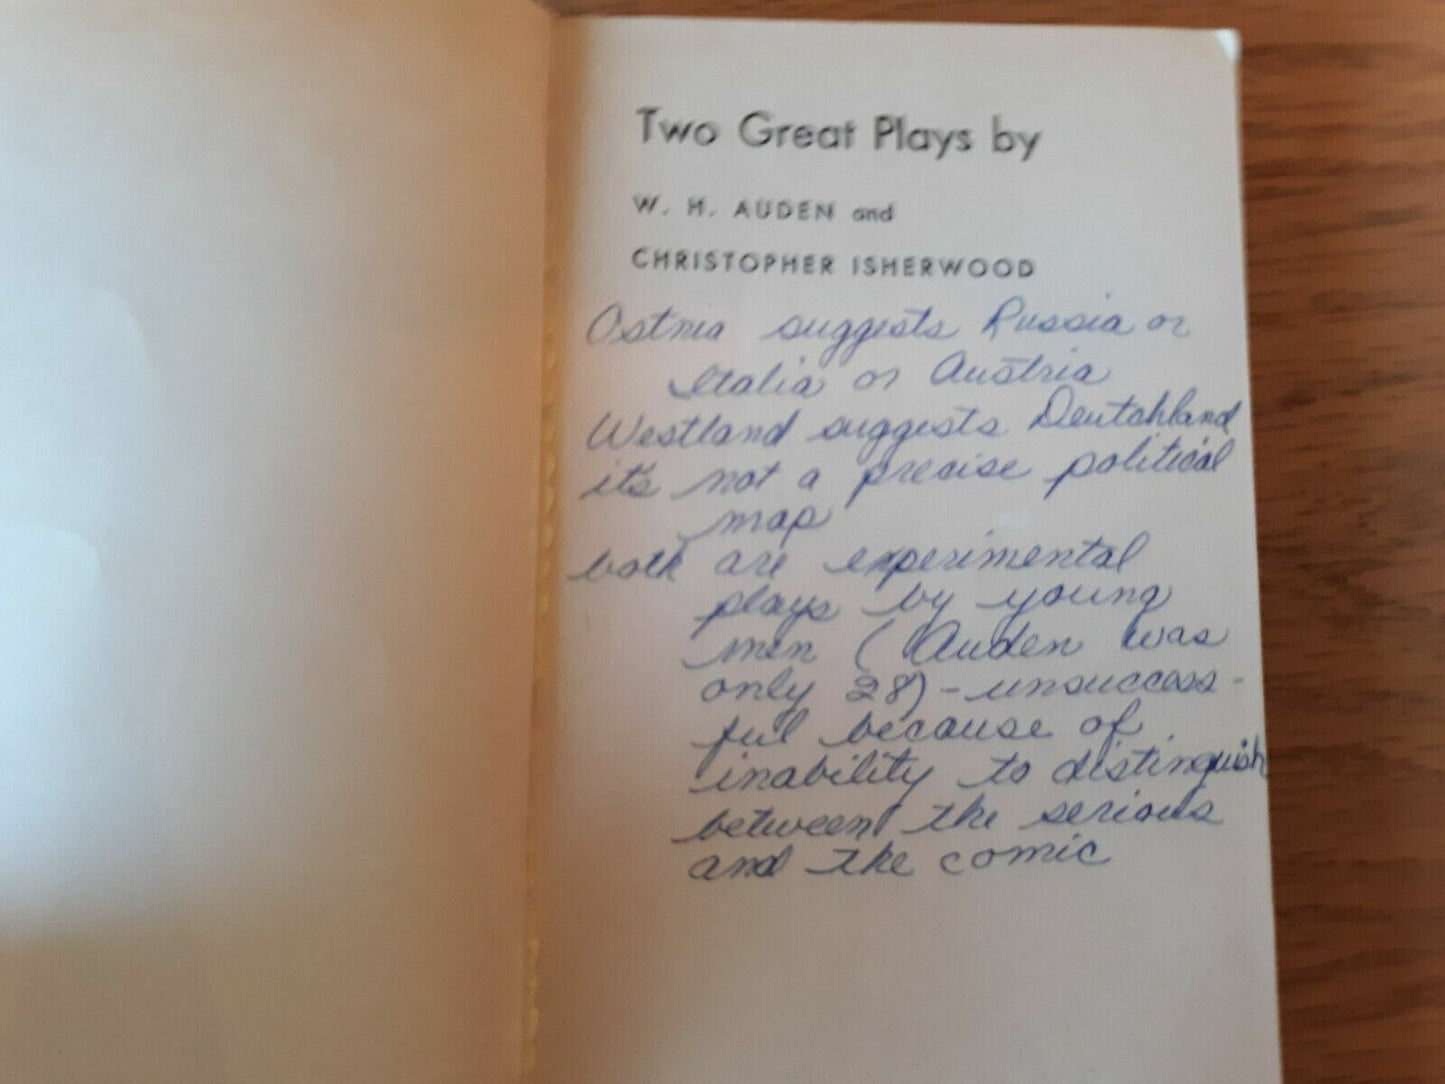 Two Great Plays by
W. H. AUDEN and
CHRISTOPHER ISHERWOOD
Ostnia suggests Russia or
Italia or Austria
Westland suggests Deutchland
it's not a precise political
map
both are experimental
plays by young
men (Auden was
only 28) - unsuccess-
ful because of
inability to distinguish
between the serious
and the comic